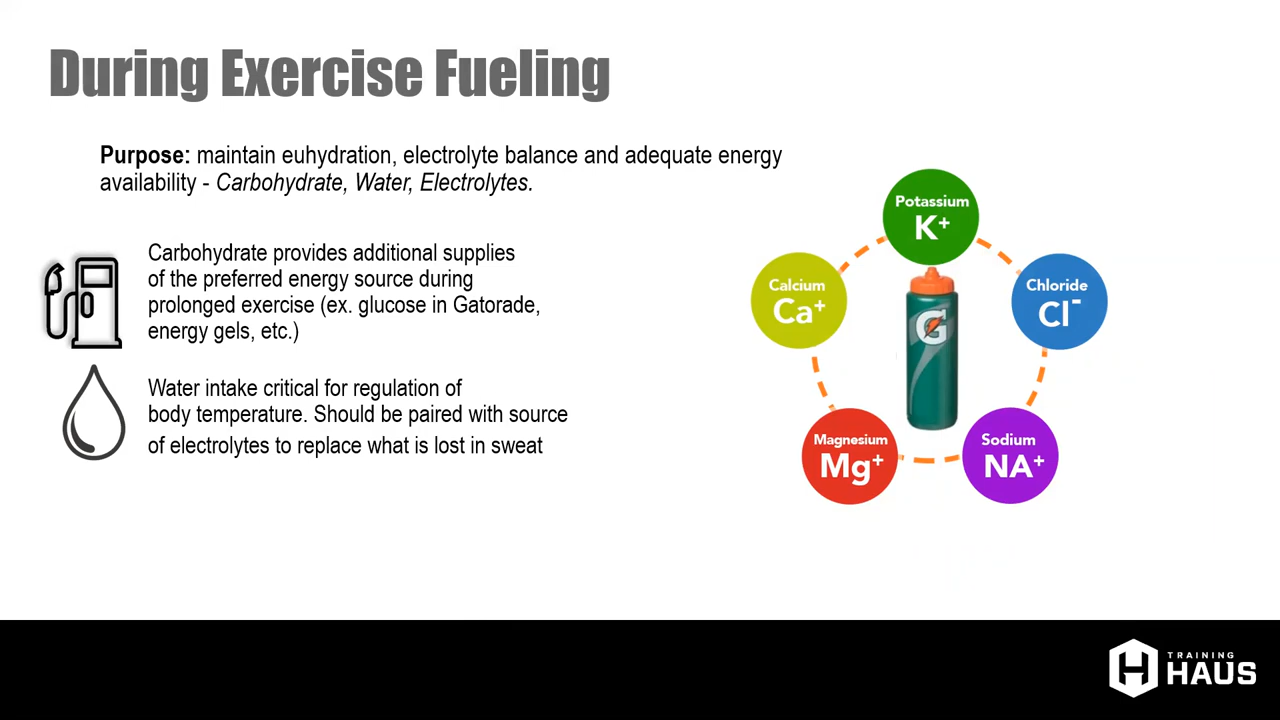 During Exercise Fueling
Purpose: maintain euhydration, electrolyte balance and adequate energy
availability - Carbohydrate, Water, Electrolytes.
Carbohydrate provides additional supplies
of the preferred energy source during
prolonged exercise (ex. glucose in Gatorade,
energy gels, etc.)
Water intake critical for regulation of
body temperature. Should be paired with source
of electrolytes to replace what is lost in sweat
Potassium
K+
Calcium
Ca+
Chloride
Cl-
G
Magnesium
Mg+
Sodium
NA+
TRAINING
HAUS